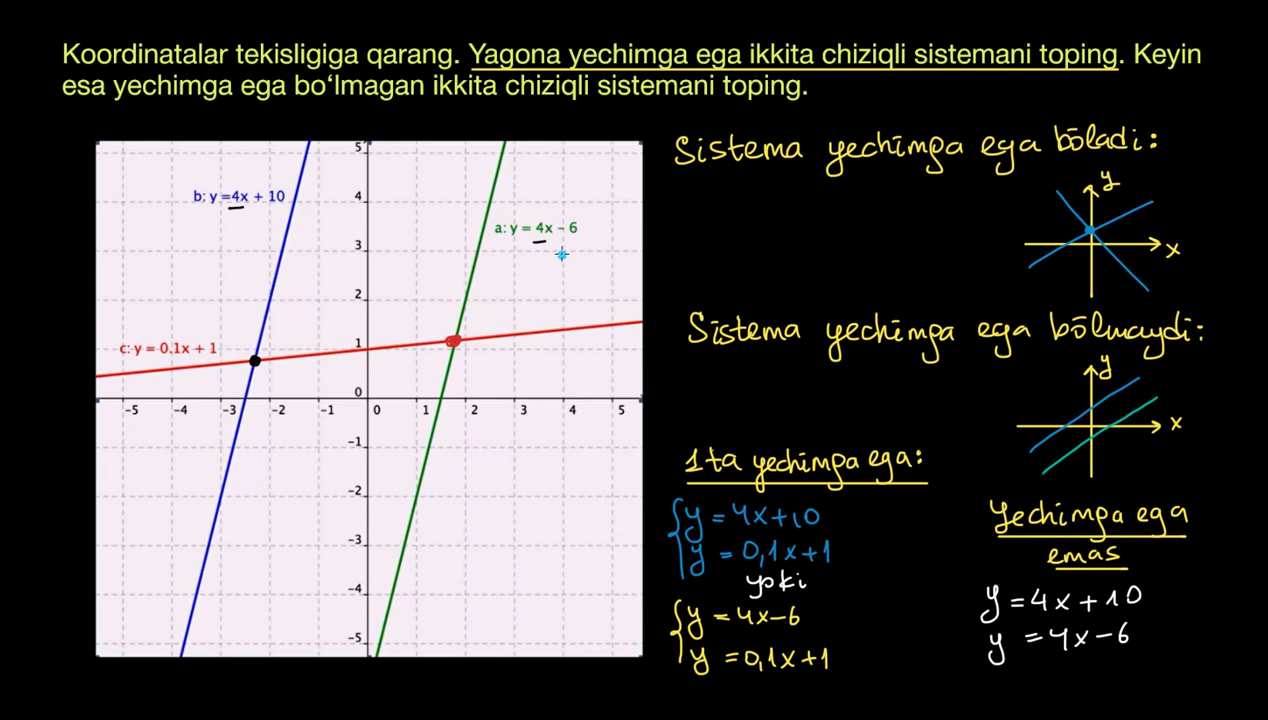 Koordinatalar tekisligiga qarang. Yagona yechimga ega ikkita chiziqli sistemani toping. Keyin
esa yechimga ega bo‘lmagan ikkita chiziqli sistemani toping.
b: y =4x + 10
a: y = 4x – 6
c: y = 0.1x + 1
5
4
3
2
1
0
-1
-2
-3
-4
-5
-5 -4 -3 -2 -1 0 1 2 3 4 5
Sistema yechimga ega bōladi:
y
x
Sistema yechimga ega bōlmaydi:
y
x
1ta yechimga ega:
y = 4x+10
y = 0,1x+1
yoki
y = 4x-6
y = 0,1x+1
Yechimga ega
emas
y = 4x+10
y = 4x-6